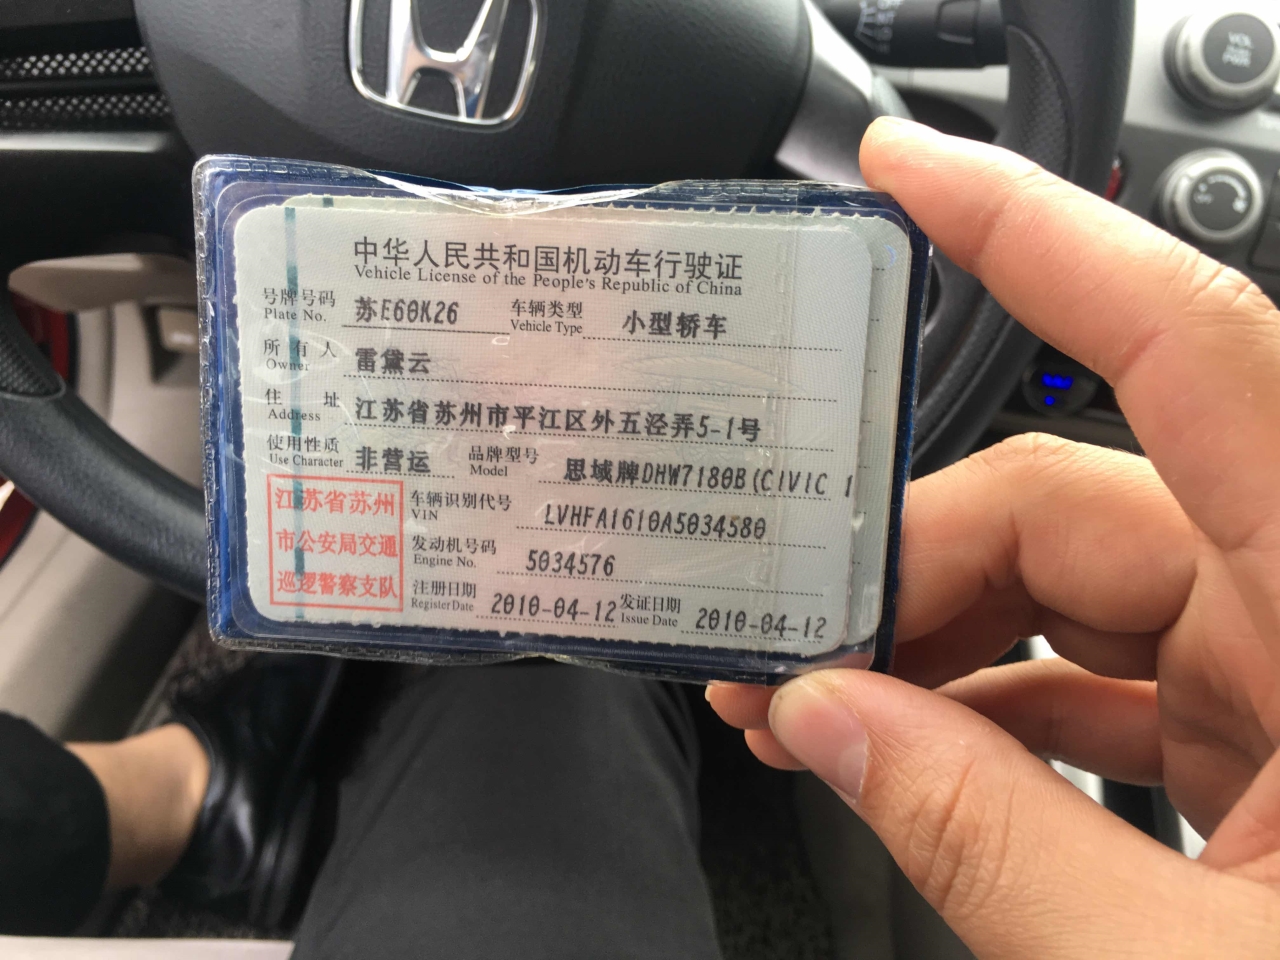 中华人民共和国机动车行驶证
Vehicle License of the People's Republic of China
号牌号码 苏E60K26 车辆类型 小型轿车
Plate No. Vehicle Type
所有人 雷黛云
Owner
住址 江苏省苏州市平江区外五泾弄5-1号
Address
使用性质 非营运 品牌型号 思域牌DHW7180B(CIVIC 1
Use Character Model
江苏省苏州
市公安局交通
巡逻警察支队
车辆识别代号 LVHFA1610A5034580
VIN
发动机号码 5034576
Engine No.
注册日期 2010-04-12 发证日期 2010-04-12
Register Date Issue Date
VOL